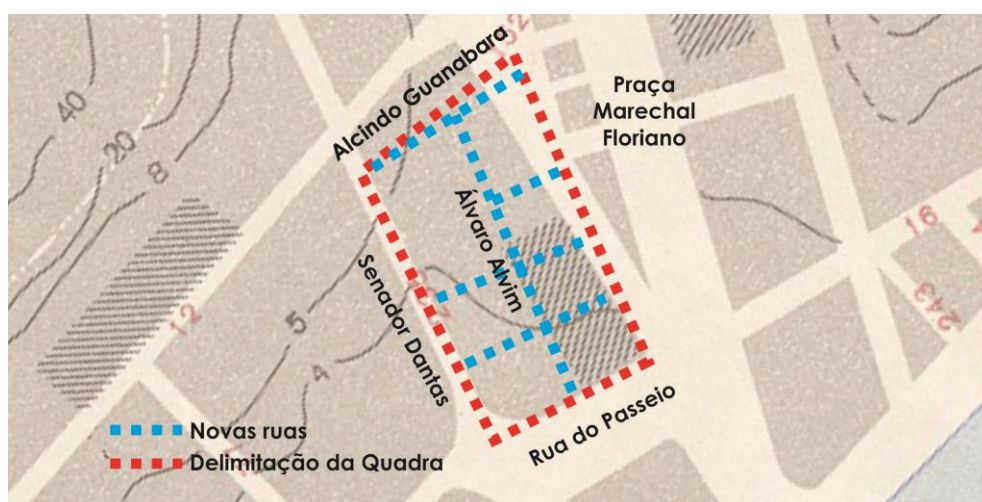 Alcindo Guanabara
Praça
Marechal
Floriano
40
20
8
12
5
4
16
243
Álvaro Alvim
Senador Dantas
Rua do Passeio
Novas ruas
Delimitação da Quadra